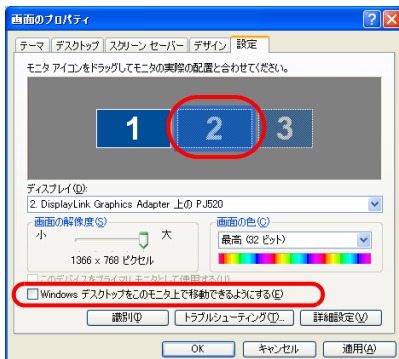 画面のプロパティ
テーマ デスクトップ スクリーン セーバー デザイン 設定
モニタ アイコンをドラッグしてモニタの実際の配置と合わせてください。
1 2 3
ディスプレイ(D):
2. DisplayLink Graphics Adapter 上の PJ520
画面の解像度(S) 画面の色(C)
小 大 最高 (32 ビット)
1366 x 768 ピクセル
このデバイスをプライマリ モニタとして使用する(U)
Windows デスクトップをこのモニタ上で移動できるようにする(E)
識別(I) トラブルシューティング(T)... 詳細設定(V)
OK キャンセル 適用(A)